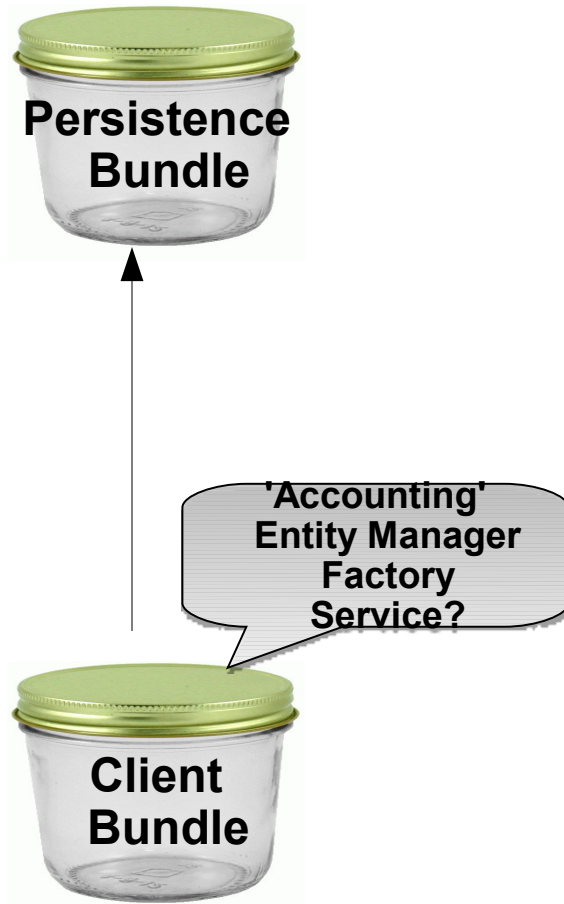 Persistence
Bundle
'Accounting'
Entity Manager
Factory
Service?
Client
Bundle